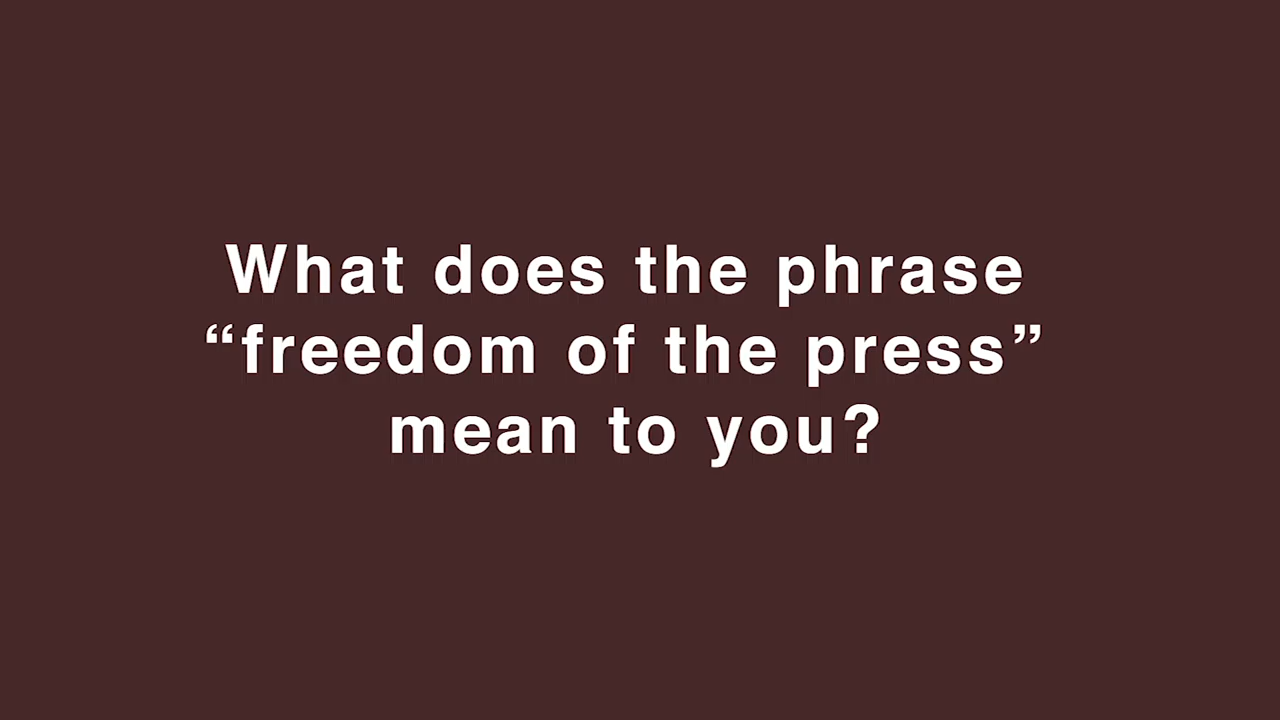 What does the phrase
“freedom of the press”
mean to you?